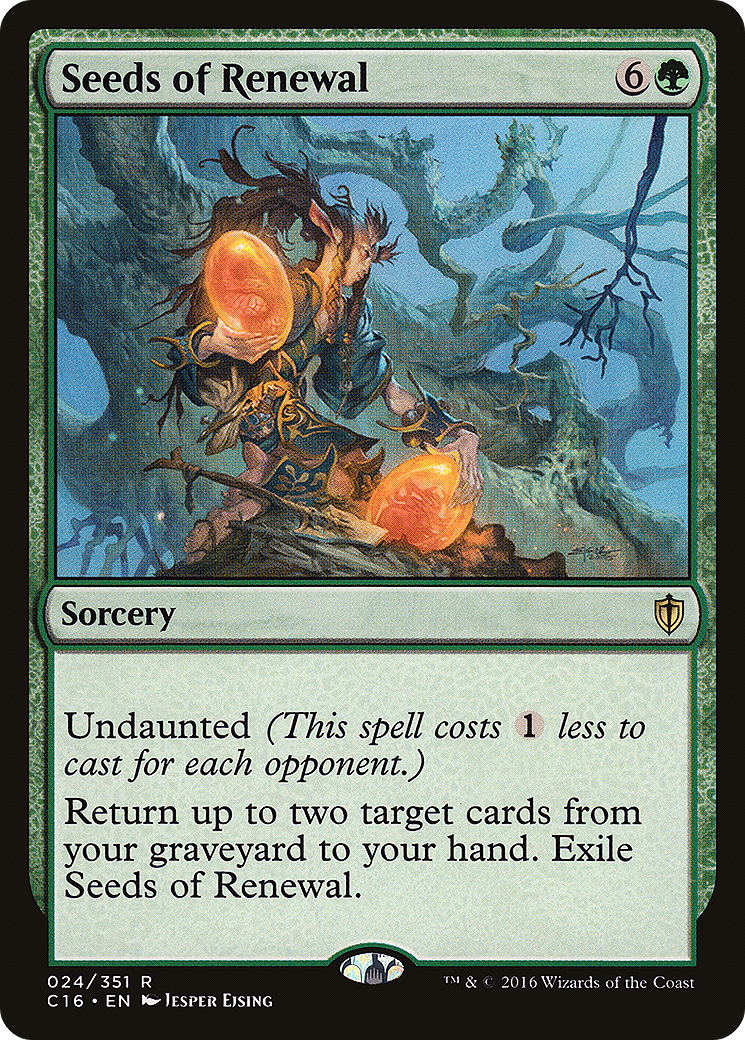 Seeds of Renewal 6
Sorcery
Undaunted (This spell costs 1 less to
cast for each opponent.)
Return up to two target cards from
your graveyard to your hand. Exile
Seeds of Renewal.
024/351 R
C16 • EN Jesper Ejsing
™ & © 2016 Wizards of the Coast